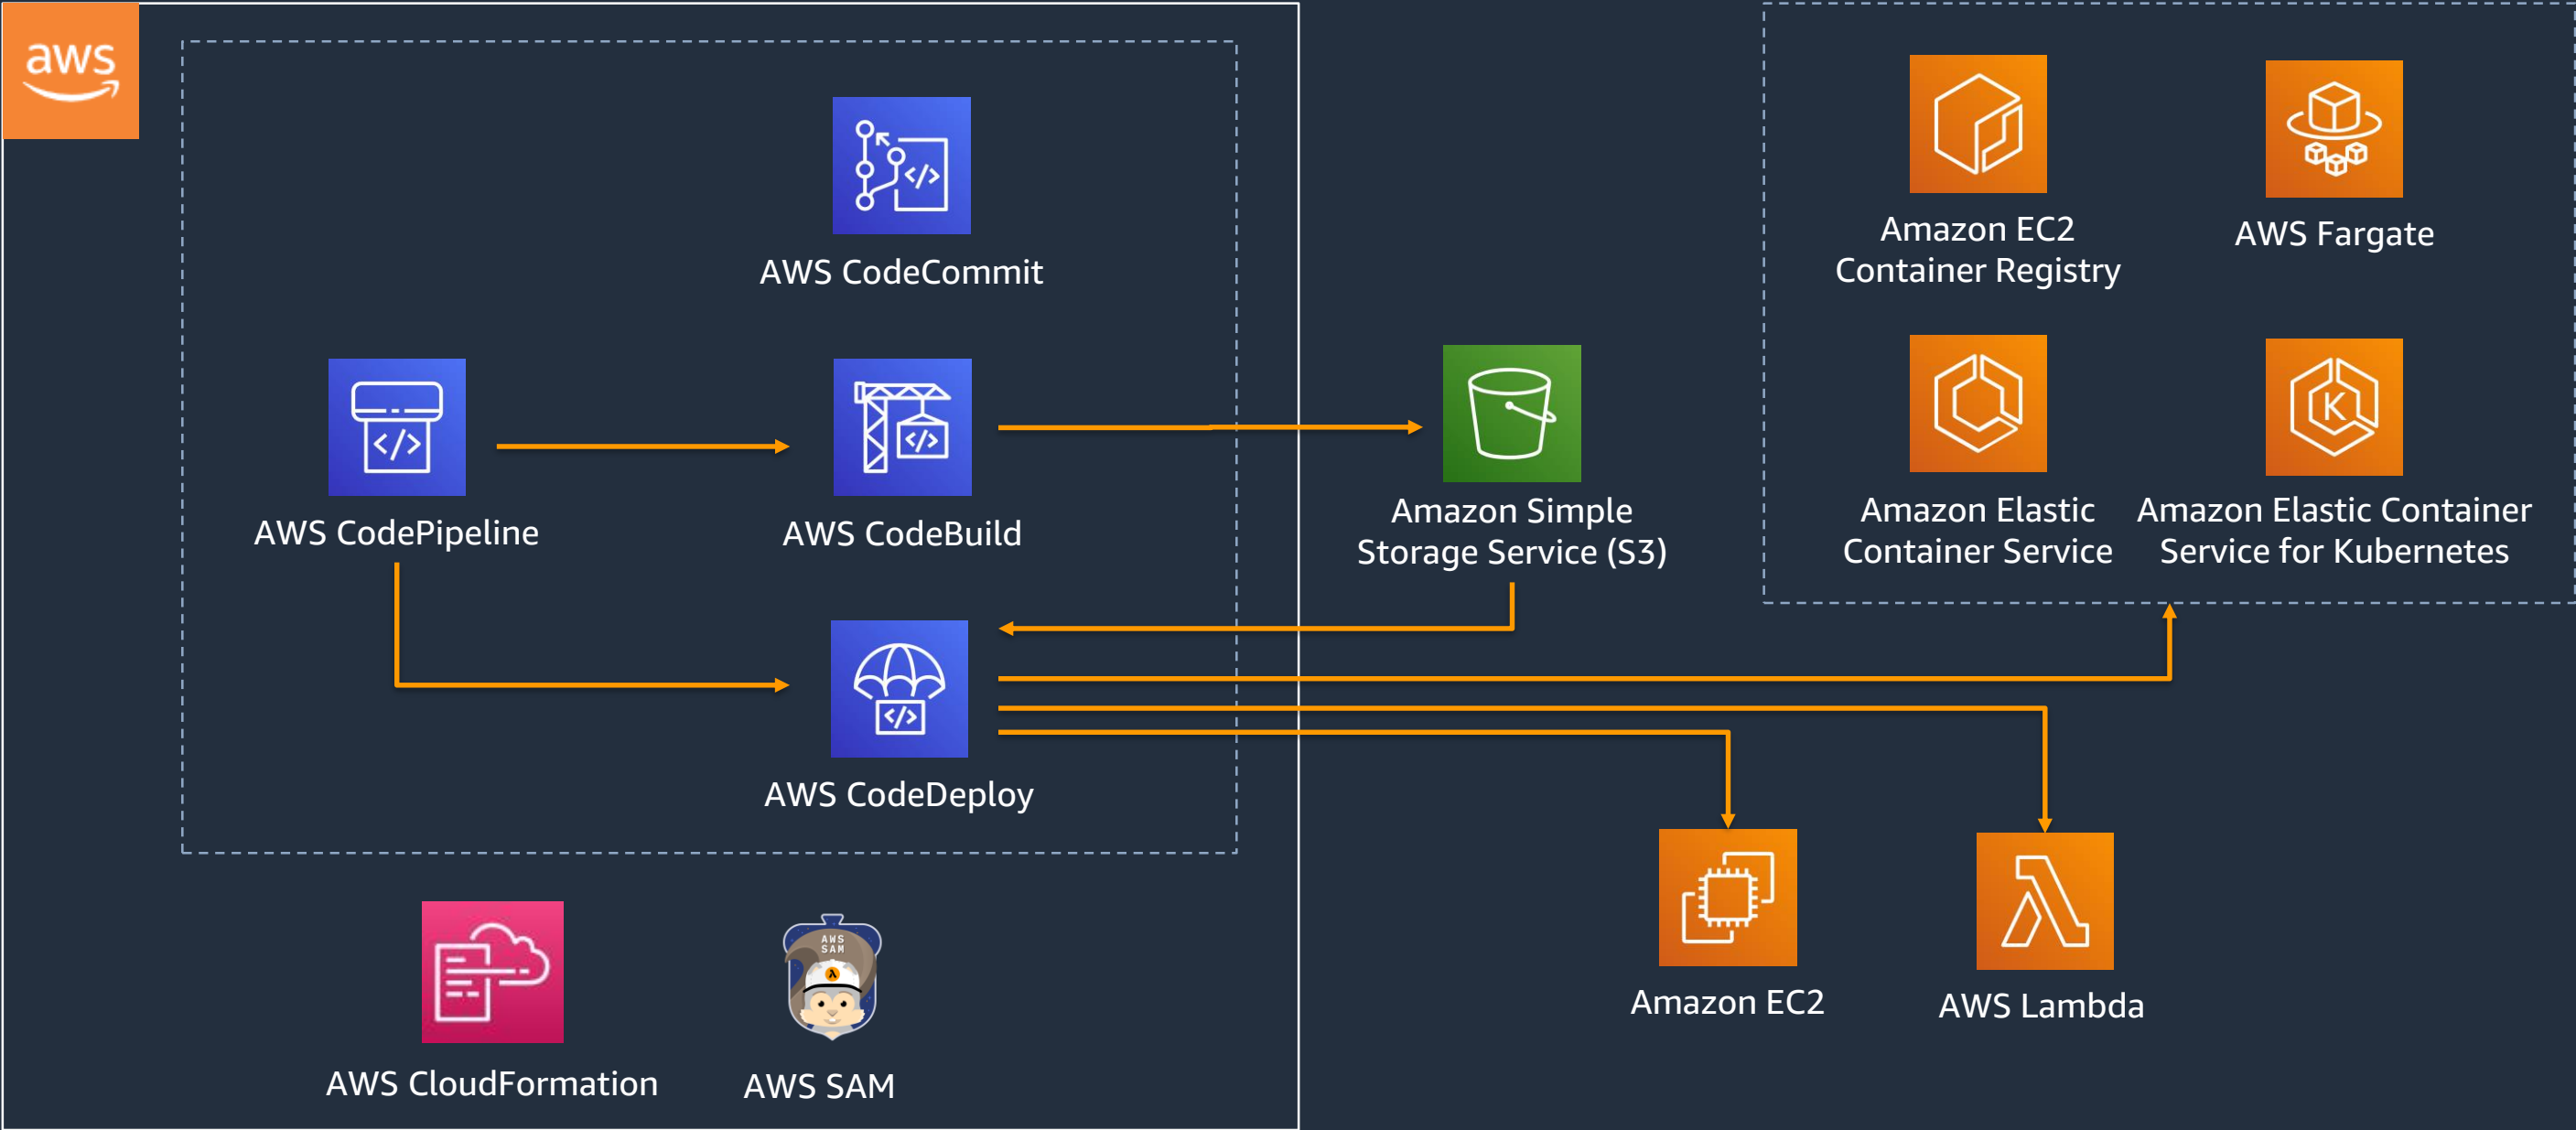 aws
AWS CodeCommit
AWS CodePipeline
AWS CodeBuild
AWS CodeDeploy
AWS CloudFormation
AWS
SAM
AWS SAM
Amazon Simple
Storage Service (S3)
Amazon EC2
Container Registry
AWS Fargate
Amazon Elastic
Container Service
K
Amazon Elastic Container
Service for Kubernetes
Amazon EC2
AWS Lambda